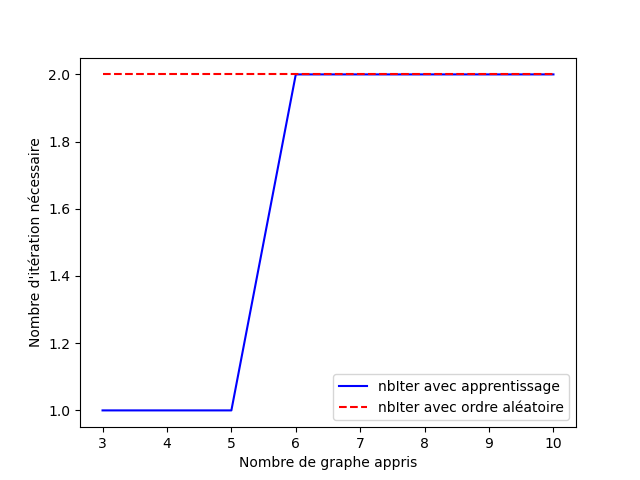 2.0
1.8
1.6
1.4
1.2
1.0
Nombre d'itération nécessaire
nbIter avec apprentissage
nbIter avec ordre aléatoire
3 4 5 6 7 8 9 10
Nombre de graphe appris